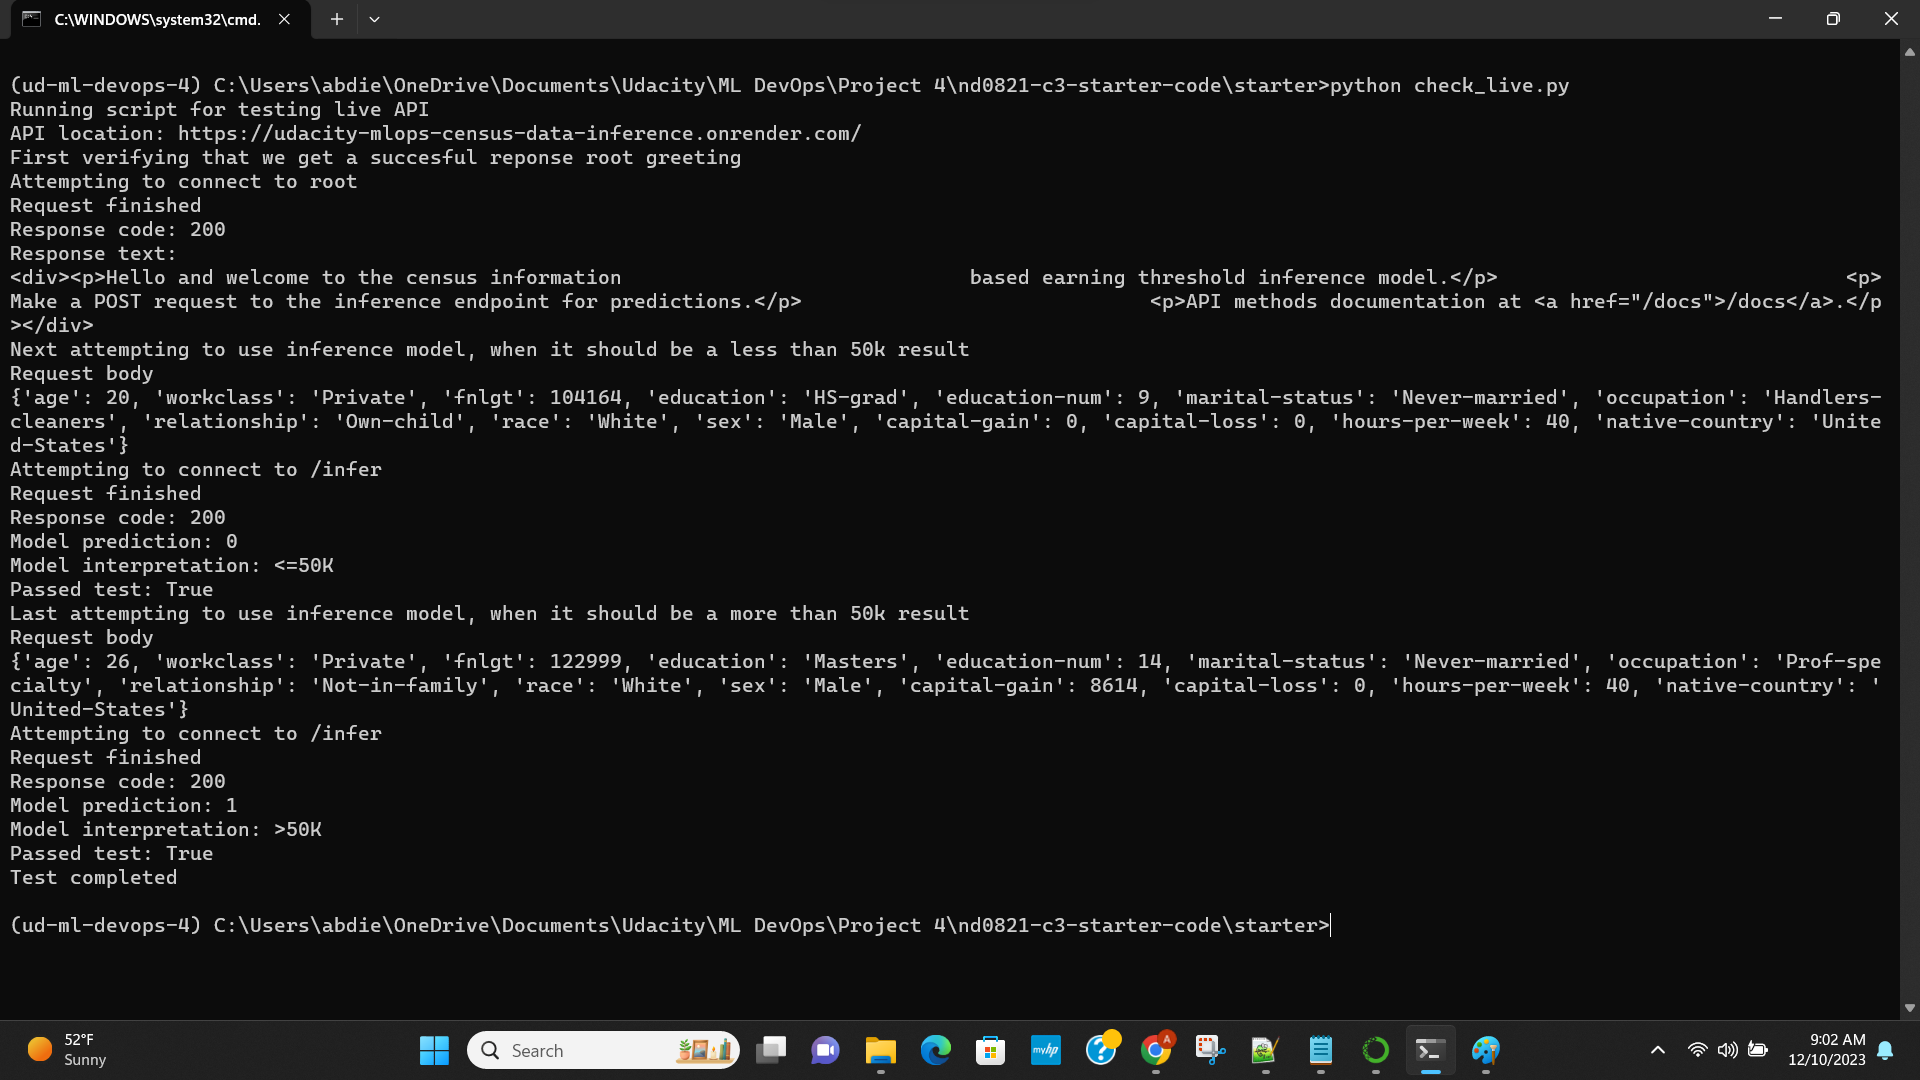 C:\WINDOWS\system32\cmd.
(ud-ml-devops-4) C:\Users\abdie\OneDrive\Documents\Udacity\ML DevOps\Project 4\nd0821-c3-starter-code\starter>python check_live.py
Running script for testing live API
API location: https://udacity-mlops-census-data-inference.onrender.com/
First verifying that we get a succesful reponse root greeting
Attempting to connect to root
Request finished
Response code: 200
Response text:
<div><p>Hello and welcome to the census information                             based earning threshold inference model.</p>                             <p>
Make a POST request to the inference endpoint for predictions.</p>                             <p>API methods documentation at <a href="/docs">/docs</a>.</p
></div>
Next attempting to use inference model, when it should be a less than 50k result
Request body
{'age': 20, 'workclass': 'Private', 'fnlgt': 104164, 'education': 'HS-grad', 'education-num': 9, 'marital-status': 'Never-married', 'occupation': 'Handlers-
cleaners', 'relationship': 'Own-child', 'race': 'White', 'sex': 'Male', 'capital-gain': 0, 'capital-loss': 0, 'hours-per-week': 40, 'native-country': 'Unite
d-States'}
Attempting to connect to /infer
Request finished
Response code: 200
Model prediction: 0
Model interpretation: <=50K
Passed test: True
Last attempting to use inference model, when it should be a more than 50k result
Request body
{'age': 26, 'workclass': 'Private', 'fnlgt': 122999, 'education': 'Masters', 'education-num': 14, 'marital-status': 'Never-married', 'occupation': 'Prof-spe
cialty', 'relationship': 'Not-in-family', 'race': 'White', 'sex': 'Male', 'capital-gain': 8614, 'capital-loss': 0, 'hours-per-week': 40, 'native-country': '
United-States'}
Attempting to connect to /infer
Request finished
Response code: 200
Model prediction: 1
Model interpretation: >50K
Passed test: True
Test completed
(ud-ml-devops-4) C:\Users\abdie\OneDrive\Documents\Udacity\ML DevOps\Project 4\nd0821-c3-starter-code\starter>
52°F
Sunny
Search
myhp
A
9:02 AM
12/10/2023